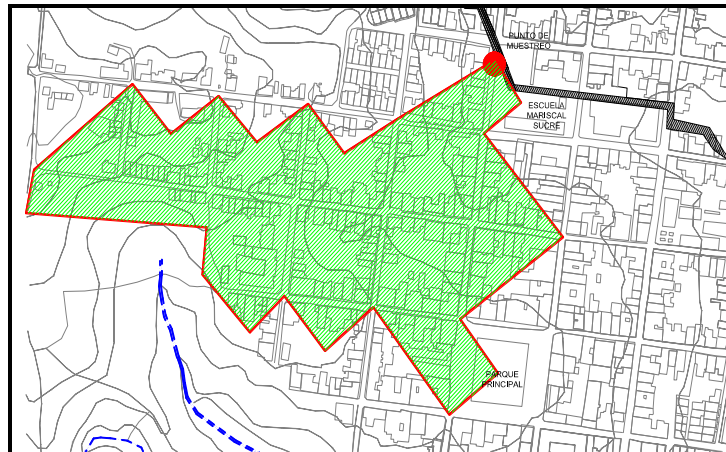 PUNTO DE
MUESTREO
ESCUELA
MARISCAL
SUCRE
PARQUE
PRINCIPAL